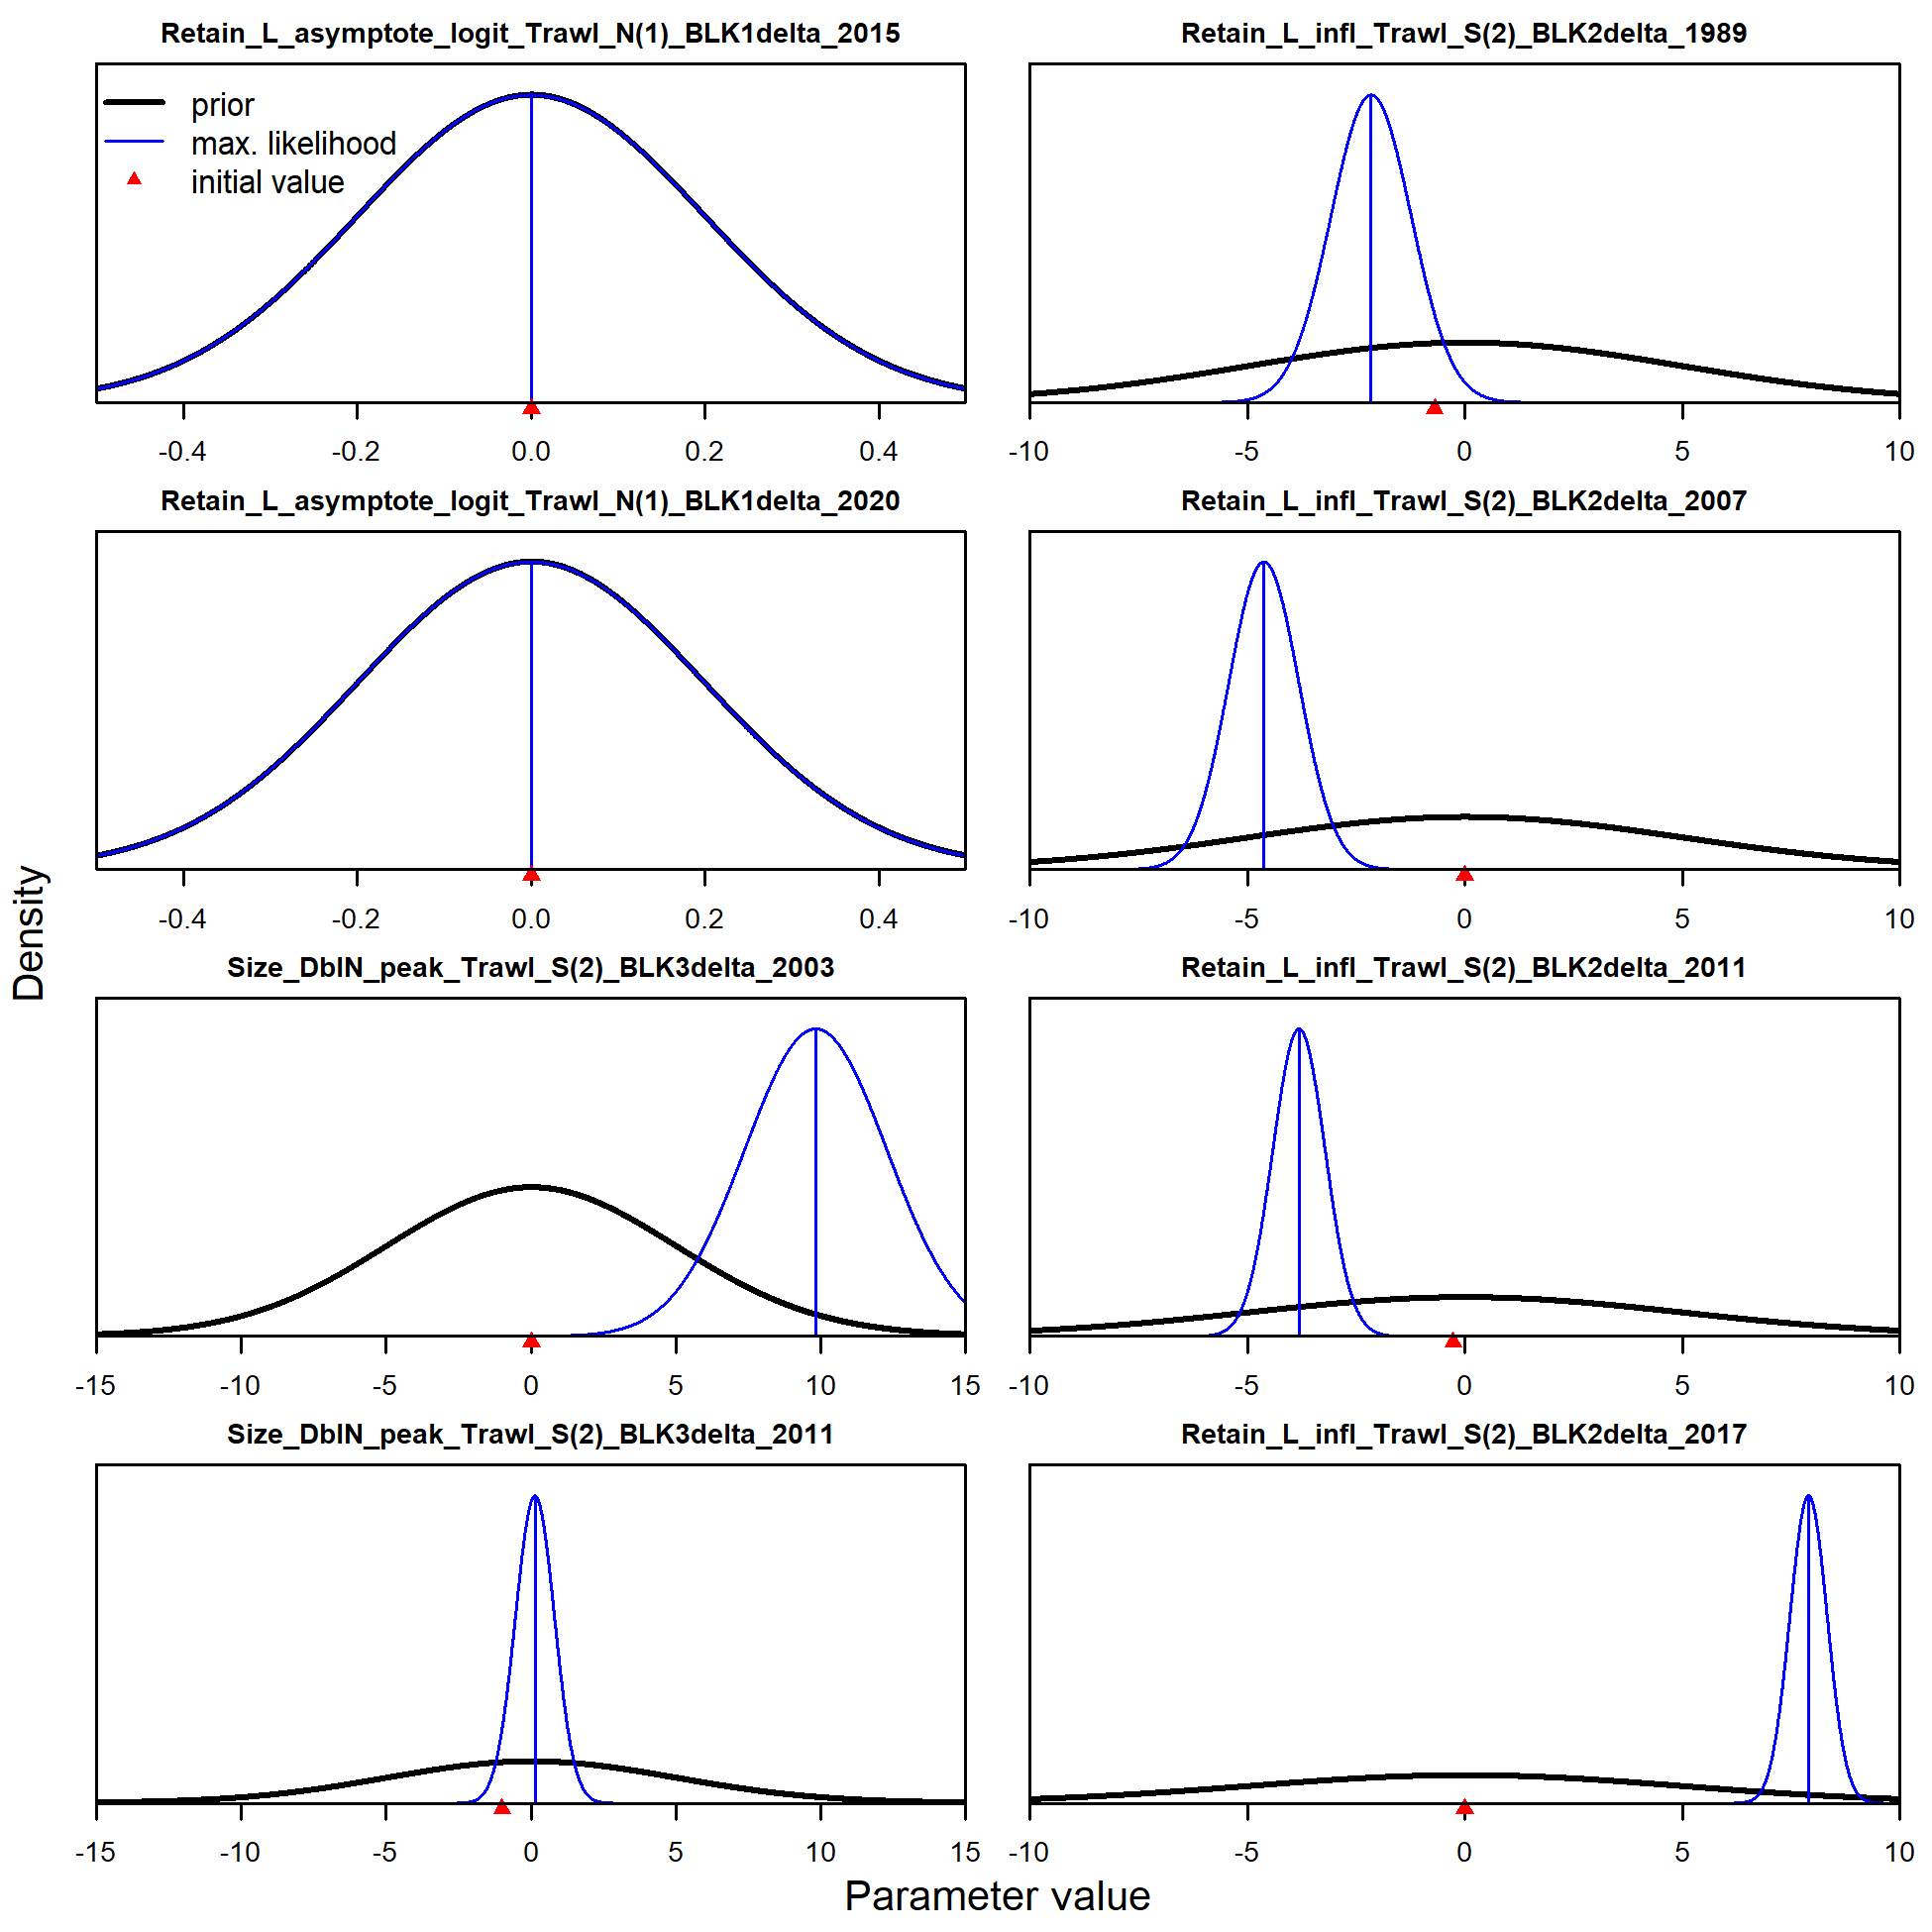 Retain_L_asymptote_logit_Trawl_N(1)_BLK1delta_2015
prior
max. likelihood
initial value
-0.4 -0.2 0.0 0.2 0.4
Retain_L_infl_Trawl_S(2)_BLK2delta_1989
-10 -5 0 5 10
Retain_L_asymptote_logit_Trawl_N(1)_BLK1delta_2020
-0.4 -0.2 0.0 0.2 0.4
Retain_L_infl_Trawl_S(2)_BLK2delta_2007
-10 -5 0 5 10
Size_DblN_peak_Trawl_S(2)_BLK3delta_2003
-15 -10 -5 0 5 10 15
Retain_L_infl_Trawl_S(2)_BLK2delta_2011
-10 -5 0 5 10
Size_DblN_peak_Trawl_S(2)_BLK3delta_2011
-15 -10 -5 0 5 10 15
Retain_L_infl_Trawl_S(2)_BLK2delta_2017
-10 -5 0 5 10
Density
Parameter value